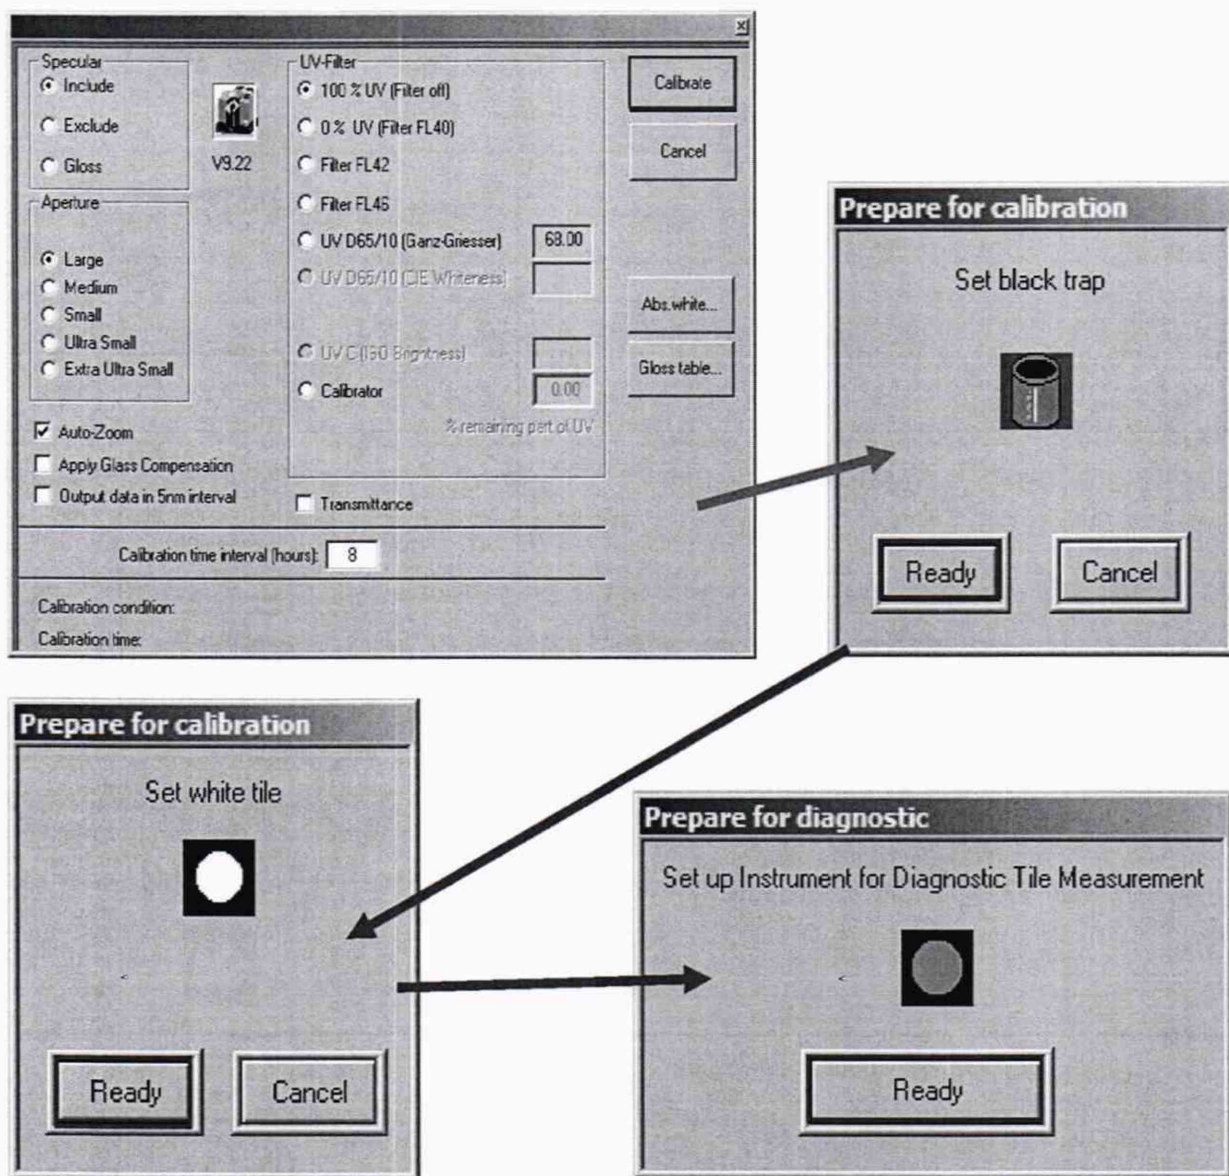 Specular
Include
Exclude
Gloss
V9.22
Aperture
Large
Medium
Small
Ultra Small
Extra Ultra Small
Auto-Zoom
Apply Glass Compensation
Output data in 5nm interval
UV-Filter
100 % UV (Filter off)
0 % UV (Filter FL40)
Filter FL42
Filter FL46
UV D65/10 (Ganz-Griesser) 68.00
UV D65/10 (CIE Whiteness)
UV C (ISO Brightness)
Calibrator 0.00
% remaining part of UV
Transmittance
Calibrate
Cancel
Abs.white...
Gloss table...
Calibration time interval (hours): 8
Calibration condition:
Calibration time:
Prepare for calibration
Set black trap
Ready Cancel
Prepare for calibration
Set white tile
Ready Cancel
Prepare for diagnostic
Set up Instrument for Diagnostic Tile Measurement
Ready